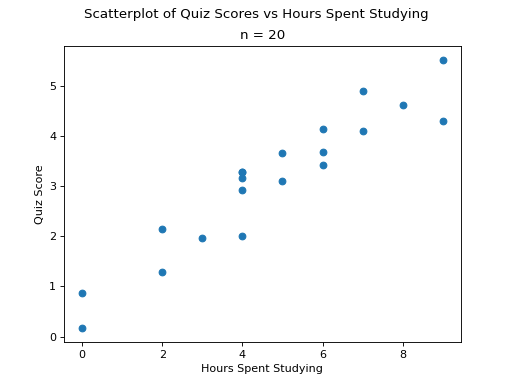 Scatterplot of Quiz Scores vs Hours Spent Studying
n = 20
Quiz Score
5
4
3
2
1
0
0 2 4 6 8
Hours Spent Studying